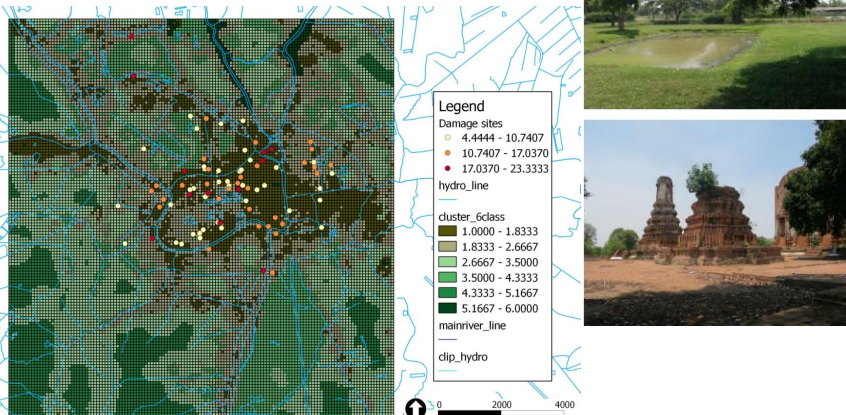 Legend
Damage sites
4.4444 - 10.7407
10.7407 - 17.0370
17.0370 - 23.3333
hydro_line
cluster_6class
1.0000 - 1.8333
1.8333 - 2.6667
2.6667 - 3.5000
3.5000 - 4.3333
4.3333 - 5.1667
5.1667 - 6.0000
mainriver_line
clip_hydro
0 2000 4000